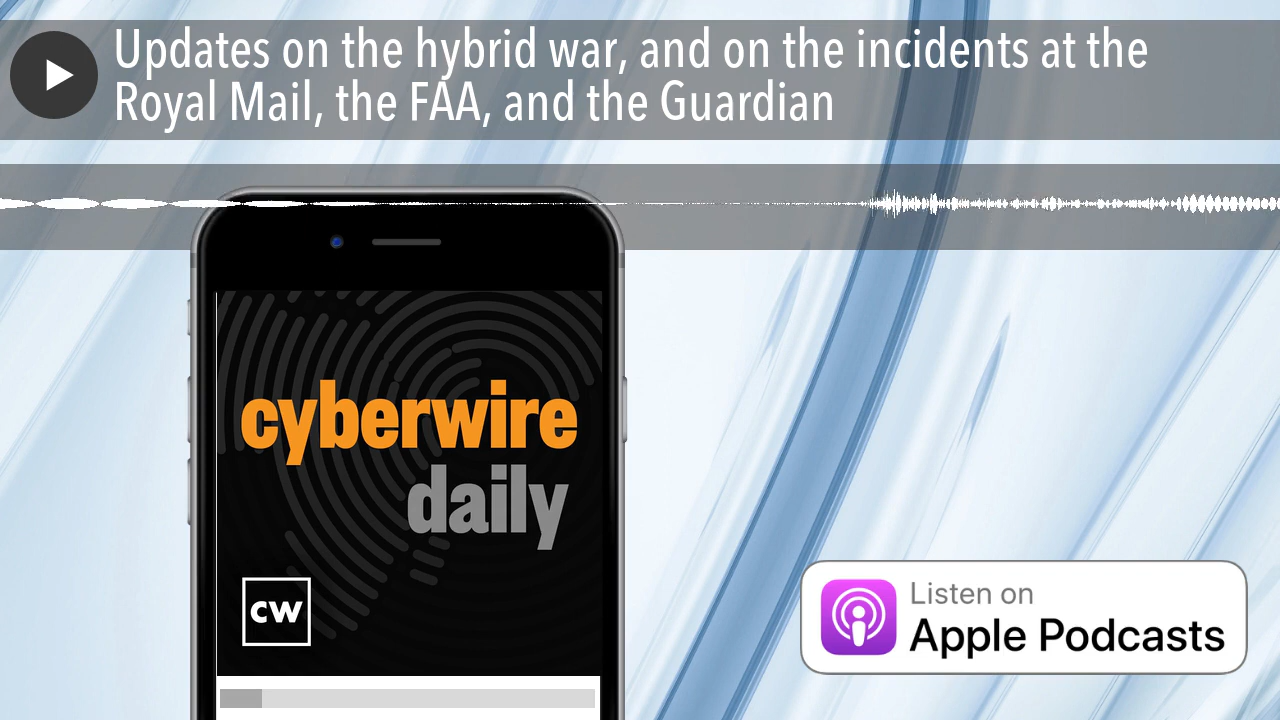 Updates on the hybrid war, and on the incidents at the
Royal Mail, the FAA, and the Guardian
cyberwire
daily
CW
Listen on
Apple Podcasts